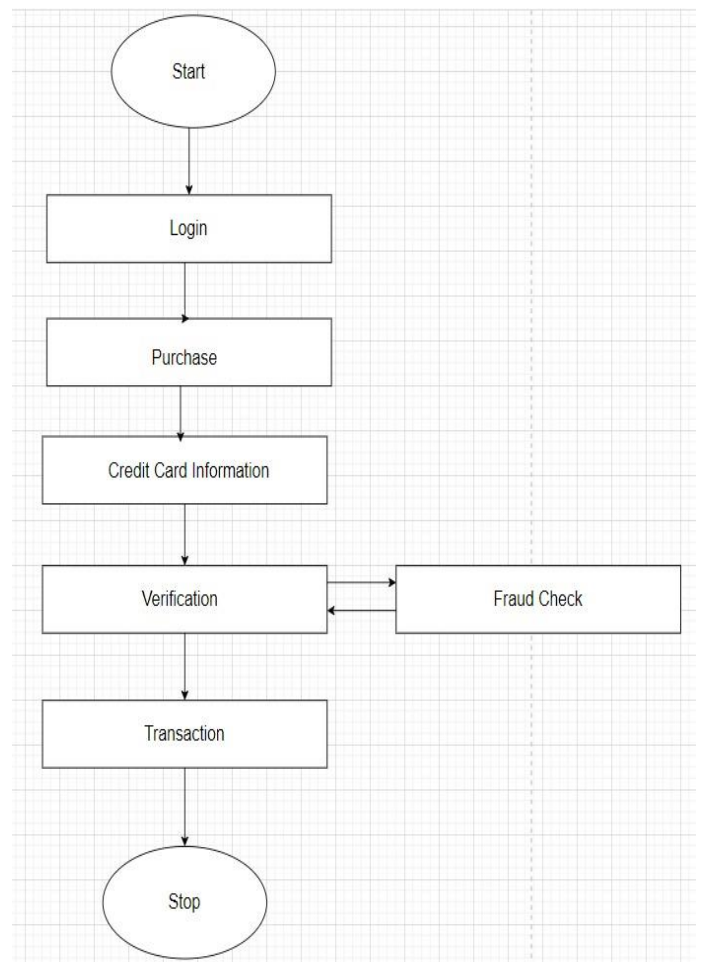 Start
Login
Purchase
Credit Card Information
Verification
Fraud Check
Transaction
Stop